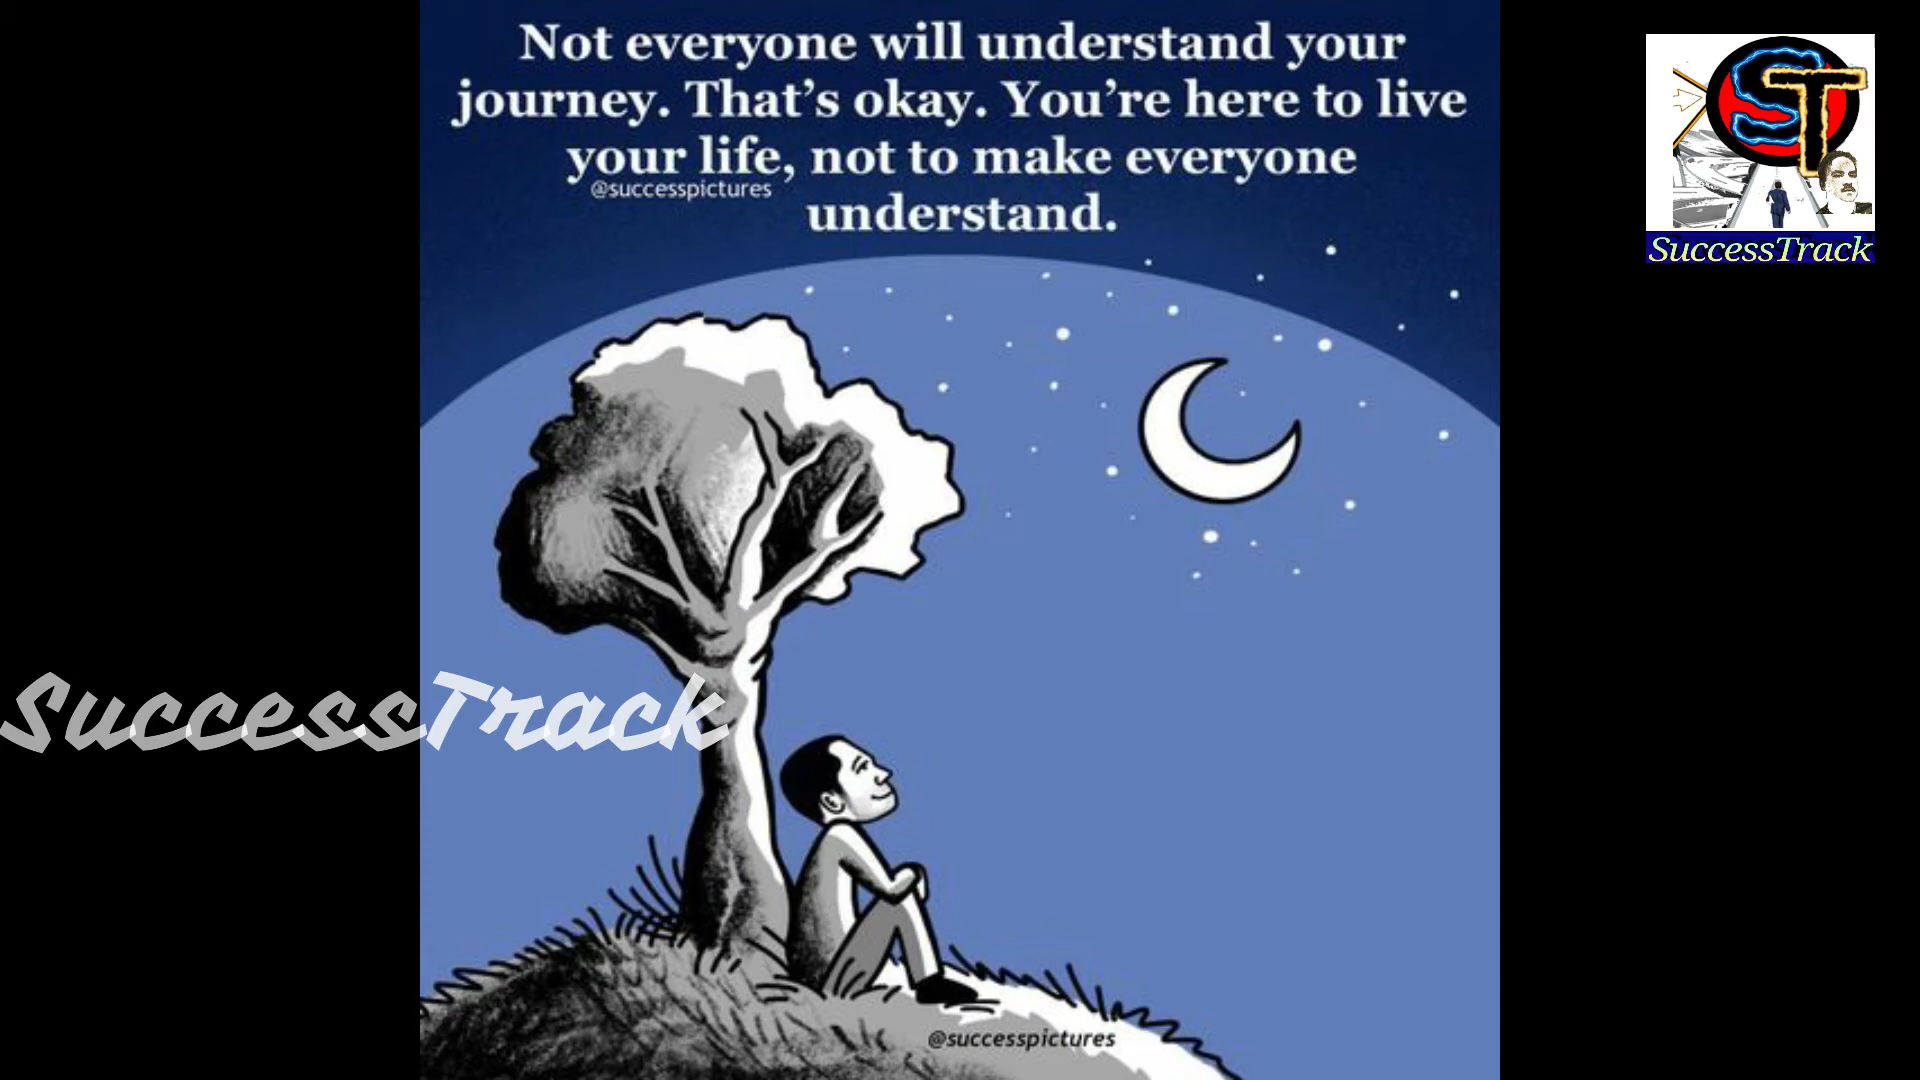 Not everyone will understand your
journey. That’s okay. You’re here to live
your life, not to make everyone
@successpictures
understand.
ST
SuccessTrack
SuccessTrack
@successpictures